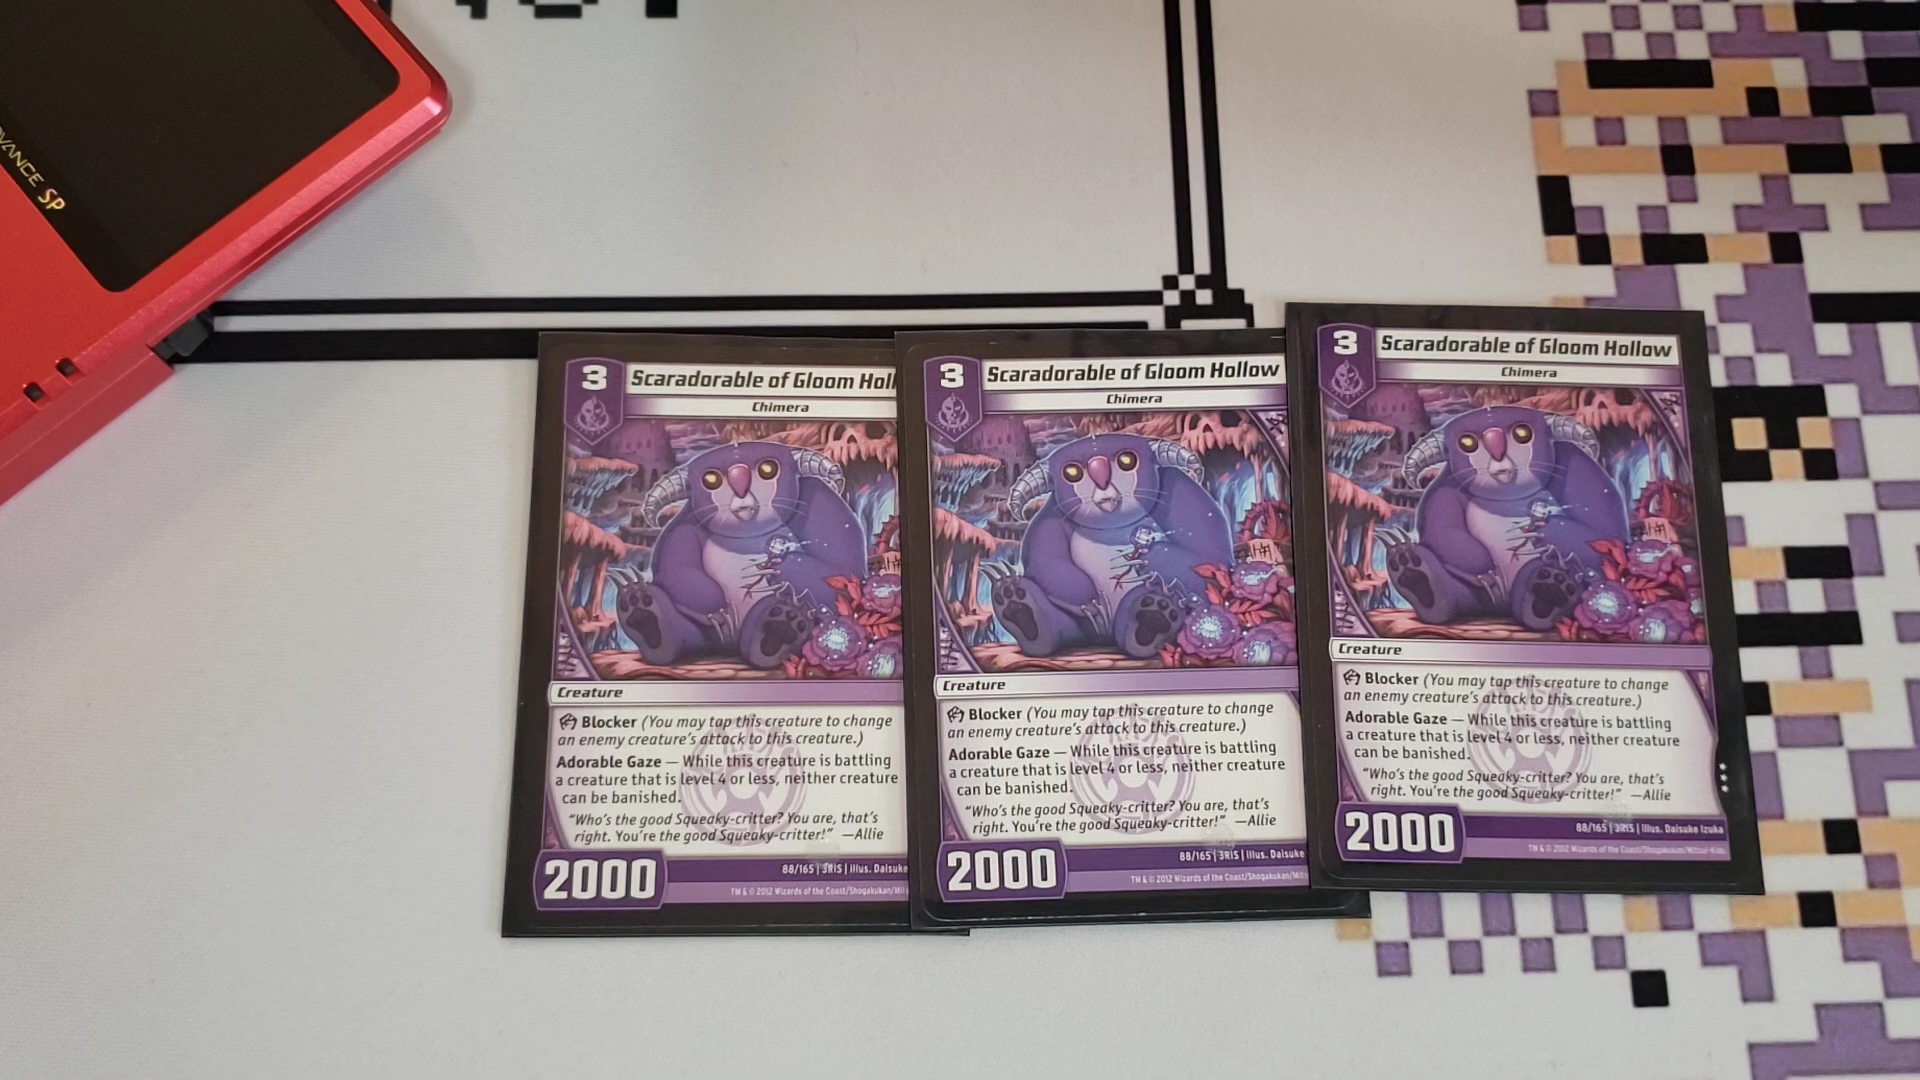 SP
3
Scaradorable of Gloom Holl
Chimera
Creature
Blocker (You may tap this creature to change
an enemy creature's attack to this creature.)
Adorable Gaze — While this creature is battling
a creature that is level 4 or less, neither creature
can be banished.
"Who's the good Squeaky-critter? You are, that's
right. You're the good Squeaky-critter!" —Allie
2000
88/165 | 3RIS | Illus. Daisuke
TM & © 2012 Wizards of the Coast/Shogakukan/Mit
3
Scaradorable of Gloom Hollow
Chimera
Creature
Blocker (You may tap this creature to change
an enemy creature's attack to this creature.)
Adorable Gaze — While this creature is battling
a creature that is level 4 or less, neither creature
can be banished.
"Who's the good Squeaky-critter? You are, that's
right. You're the good Squeaky-critter!" —Allie
2000
88/165 | 3RIS | Illus. Daisuke
TM & © 2012 Wizards of the Coast/Shogakukan/Mits
3
Scaradorable of Gloom Hollow
Chimera
Creature
Blocker (You may tap this creature to change
an enemy creature's attack to this creature.)
Adorable Gaze — While this creature is battling
a creature that is level 4 or less, neither creature
can be banished.
"Who's the good Squeaky-critter? You are, that's
right. You're the good Squeaky-critter!" —Allie
2000
88/165 | 3RIS | Illus. Daisuke Izuka
TM & © 2012 Wizards of the Coast/Shogakukan/Mitsui-Kids